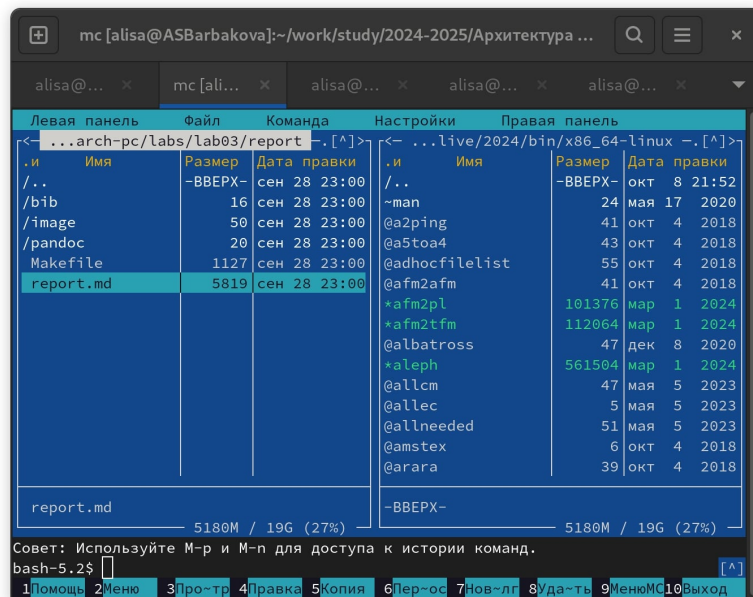 mc [alisa@ASBarbakova]:~/work/study/2024-2025/Архитектура ...
alisa@... × mc [ali... × alisa@... × alisa@... × alisa@... ×
Левая панель Файл Команда Настройки Правая панель
<— ...arch-pc/labs/lab03/report —.[^]> <— ...live/2024/bin/x86_64-linux —.[^]>
.и Имя Размер Дата правки .и Имя Размер Дата правки
/.. -ВВЕРХ- сен 28 23:00 /.. -ВВЕРХ- окт 8 21:52
/bib 16 сен 28 23:00 ~man 24 мая 17 2020
/image 50 сен 28 23:00 @a2ping 41 окт 4 2018
/pandoc 20 сен 28 23:00 @a5toa4 43 окт 4 2018
Makefile 1127 сен 28 23:00 @adhocfilelist 55 окт 4 2018
report.md 5819 сен 28 23:00 @afm2afm 41 окт 4 2018
*afm2pl 101376 мар 1 2024
*afm2tfm 112064 мар 1 2024
@albatross 47 дек 8 2020
*aleph 561504 мар 1 2024
@allcm 47 мая 5 2023
@allec 5 мая 5 2023
@allneeded 51 мая 5 2023
@amstex 6 окт 4 2018
@arara 39 окт 4 2018
report.md -ВВЕРХ-
5180M / 19G (27%) 5180M / 19G (27%)
Совет: Используйте M-p и M-n для доступа к истории команд.
bash-5.2$ [^]
1Помощь 2Меню 3Про~тр 4Правка 5Копия 6Пер~ос 7Нов~лг 8Уда~ть 9МенюMC 10Выход